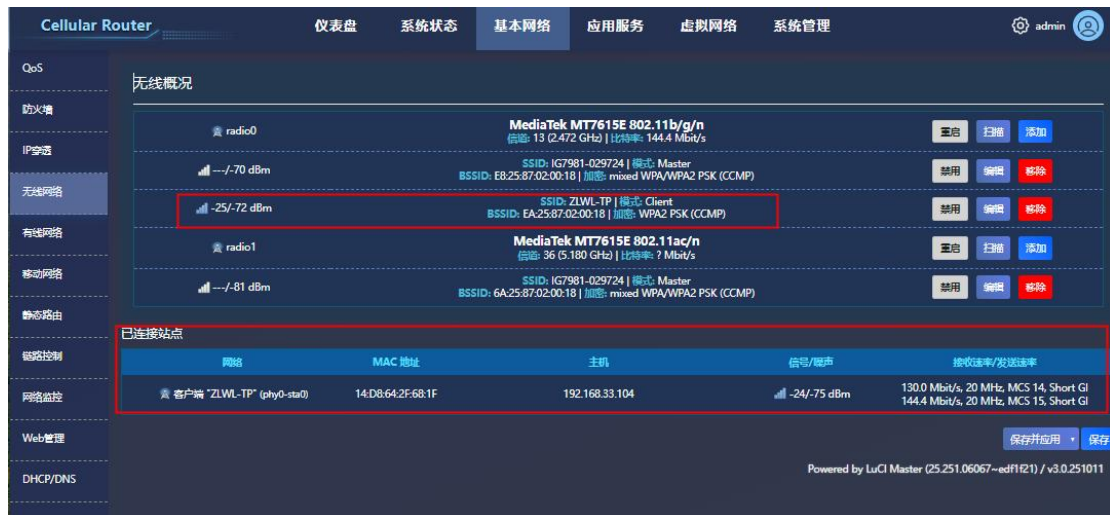 Cellular Router 仪表盘 系统状态 基本网络 应用服务 虚拟网络 系统管理 admin
QoS
防火墙
IP穿透
无线网络
有线网络
移动网络
静态路由
链路控制
网络监控
Web管理
DHCP/DNS
无线概况
radio0 MediaTek MT7615E 802.11b/g/n 重启 扫描 添加
信道: 13 (2.472 GHz) | 比特率: 144.4 Mbit/s
---/-70 dBm SSID: IG7981-029724 | 模式: Master 禁用 编辑 移除
BSSID: E8:25:87:02:00:18 | 加密: mixed WPA/WPA2 PSK (CCMP)
-25/-72 dBm SSID: ZLWL-TP | 模式: Client 禁用 编辑 移除
BSSID: EA:25:87:02:00:18 | 加密: WPA2 PSK (CCMP)
radio1 MediaTek MT7615E 802.11ac/n 重启 扫描 添加
信道: 36 (5.180 GHz) | 比特率: ? Mbit/s
---/-81 dBm SSID: IG7981-029724 | 模式: Master 禁用 编辑 移除
BSSID: 6A:25:87:02:00:18 | 加密: mixed WPA/WPA2 PSK (CCMP)
已连接站点
网络 MAC 地址 主机 信号/噪声 接收速率/发送速率
客户端 "ZLWL-TP" (phy0-sta0) 14:D8:64:2F:68:1F 192.168.33.104 -24/-75 dBm 130.0 Mbit/s, 20 MHz, MCS 14, Short GI
144.4 Mbit/s, 20 MHz, MCS 15, Short GI
保存并应用 保存
Powered by LuCI Master (25.251.06067~edf1f21) / v3.0.251011